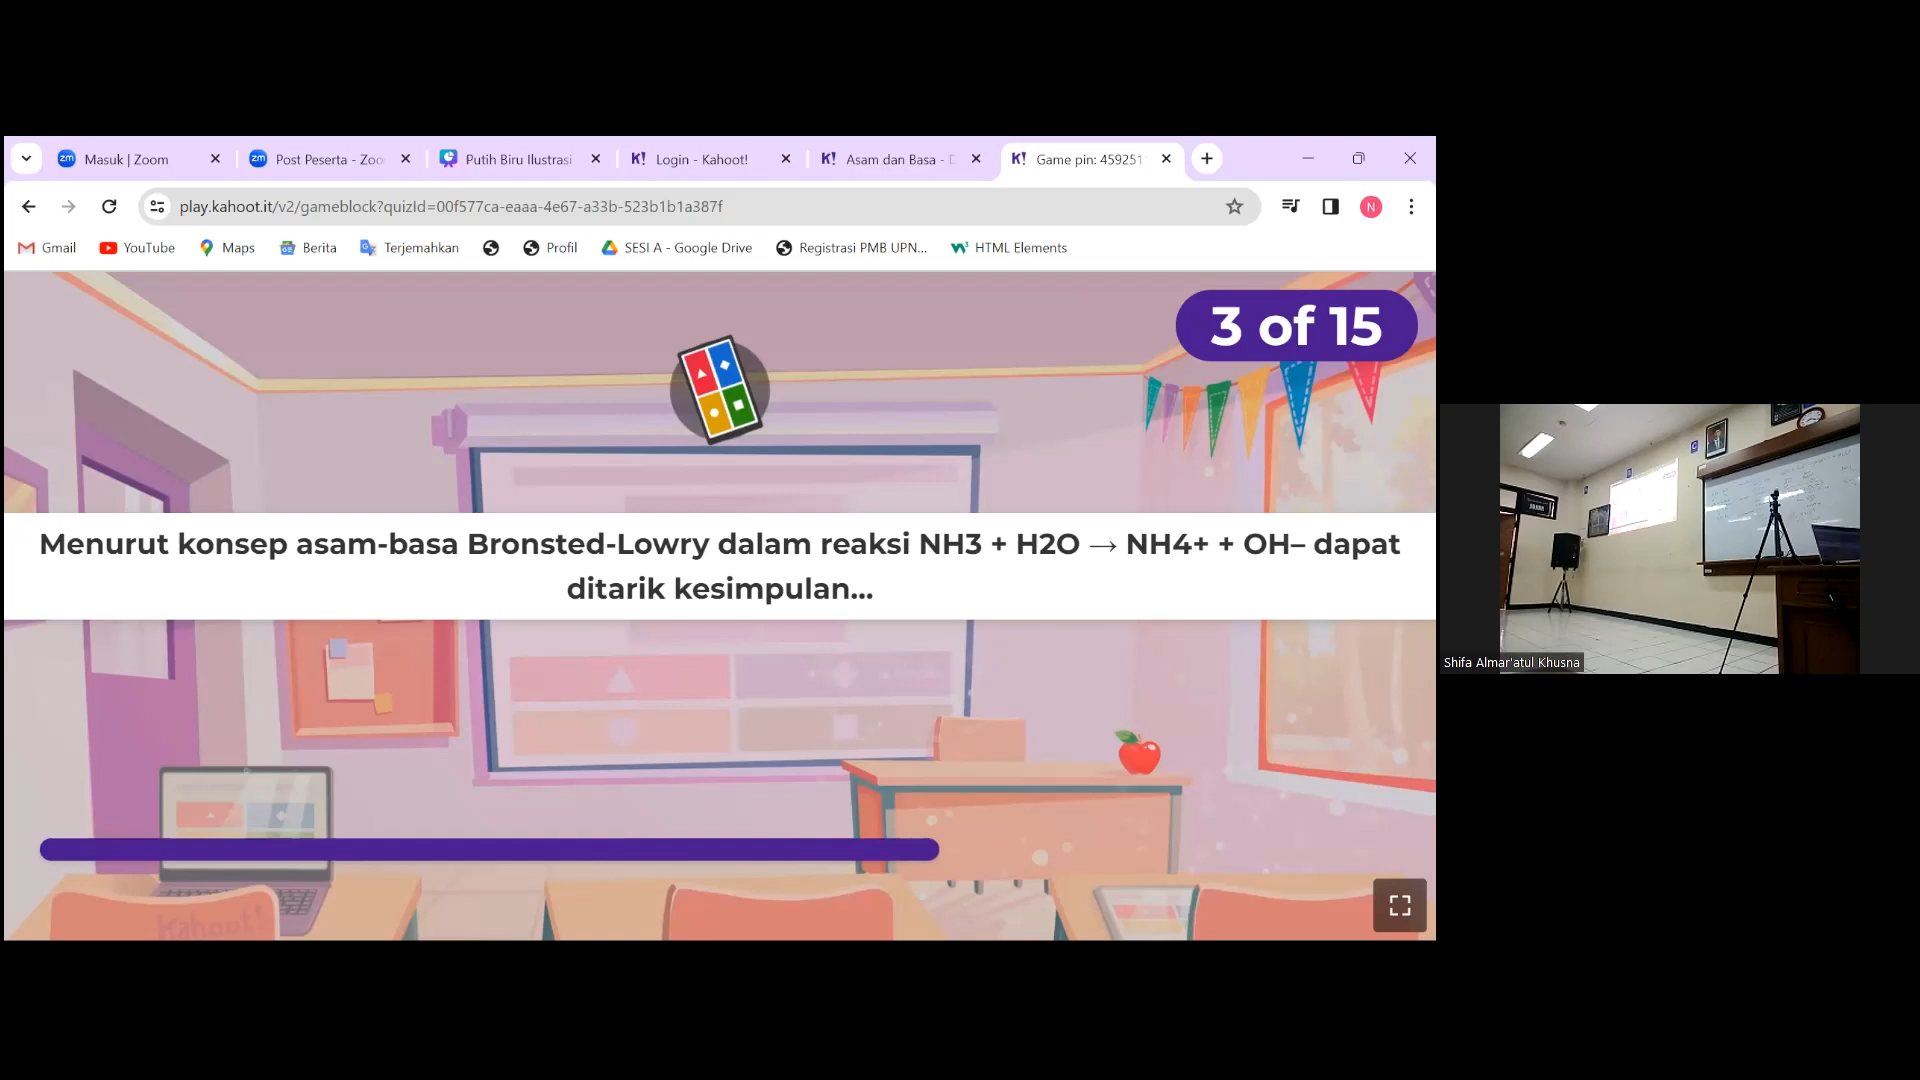 Masuk | Zoom
Post Peserta - Zoo
Putih Biru Ilustrasi
K! Login - Kahoot!
K! Asam dan Basa - D
K! Game pin: 459251
play.kahoot.it/v2/gameblock?quizId=00f577ca-eaaa-4e67-a33b-523b1b1a387f
N
Gmail
YouTube
Maps
Berita
Terjemahkan
Profil
SESI A - Google Drive
Registrasi PMB UPN...
HTML Elements
3 of 15
Menurut konsep asam-basa Bronsted-Lowry dalam reaksi NH3 + H2O → NH4+ + OH– dapat
ditarik kesimpulan...
Kahoot!
Shifa Almar'atul Khusna